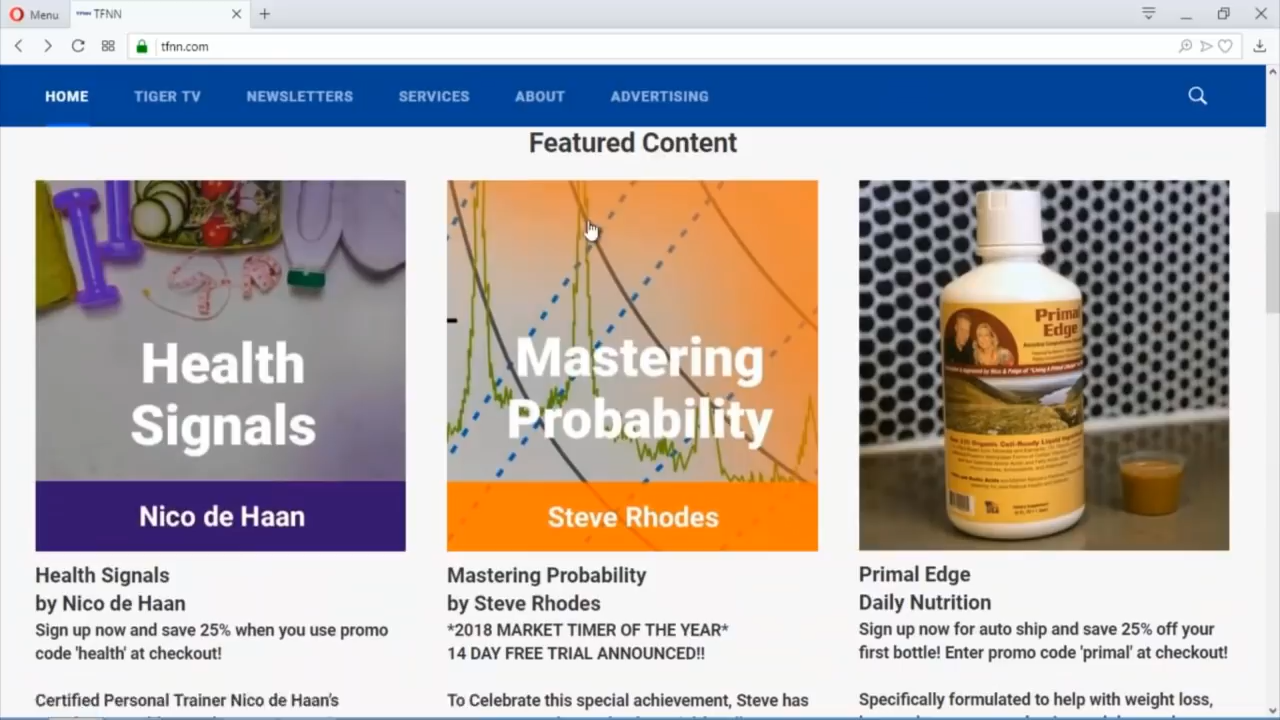 Menu
TFNN
tfnn.com
HOME
TIGER TV
NEWSLETTERS
SERVICES
ABOUT
ADVERTISING
Featured Content
Health
Signals
Nico de Haan
Mastering
Probability
Steve Rhodes
Primal
Edge
Health Signals
by Nico de Haan
Sign up now and save 25% when you use promo
code 'health' at checkout!
Certified Personal Trainer Nico de Haan's
Mastering Probability
by Steve Rhodes
*2018 MARKET TIMER OF THE YEAR*
14 DAY FREE TRIAL ANNOUNCED!!
To Celebrate this special achievement, Steve has
Primal Edge
Daily Nutrition
Sign up now for auto ship and save 25% off your
first bottle! Enter promo code 'primal' at checkout!
Specifically formulated to help with weight loss,